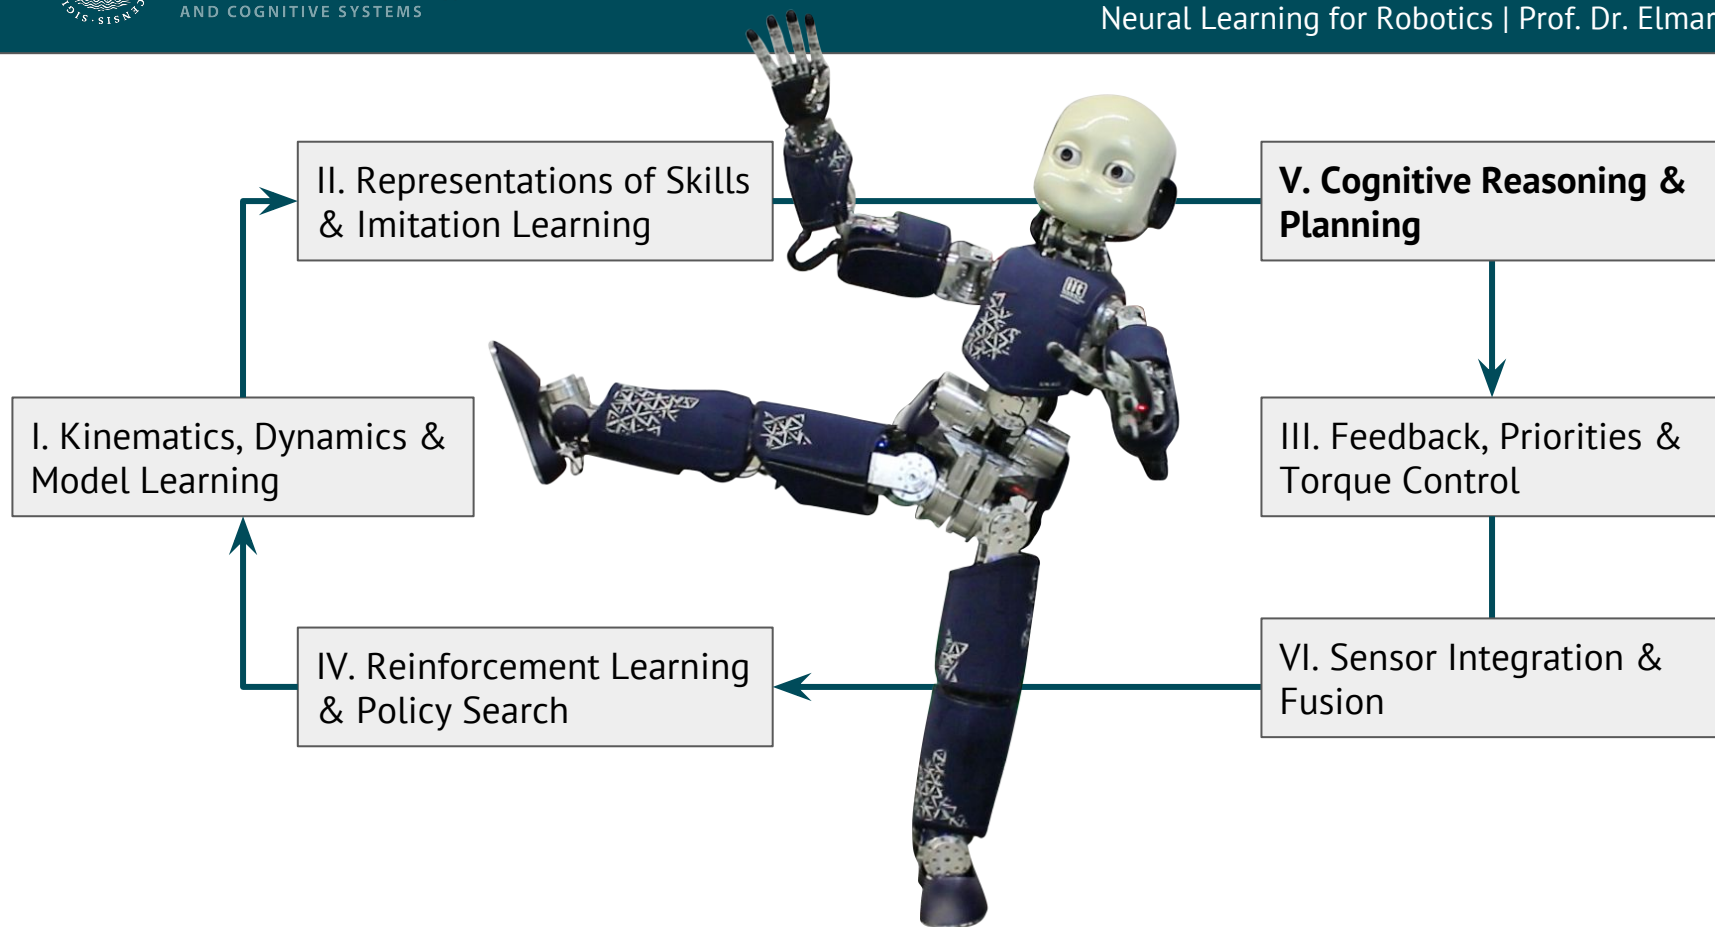 AND COGNITIVE SYSTEMS
Neural Learning for Robotics | Prof. Dr. Elmar
II. Representations of Skills
& Imitation Learning
V. Cognitive Reasoning &
Planning
I. Kinematics, Dynamics &
Model Learning
III. Feedback, Priorities &
Torque Control
IV. Reinforcement Learning
& Policy Search
VI. Sensor Integration &
Fusion